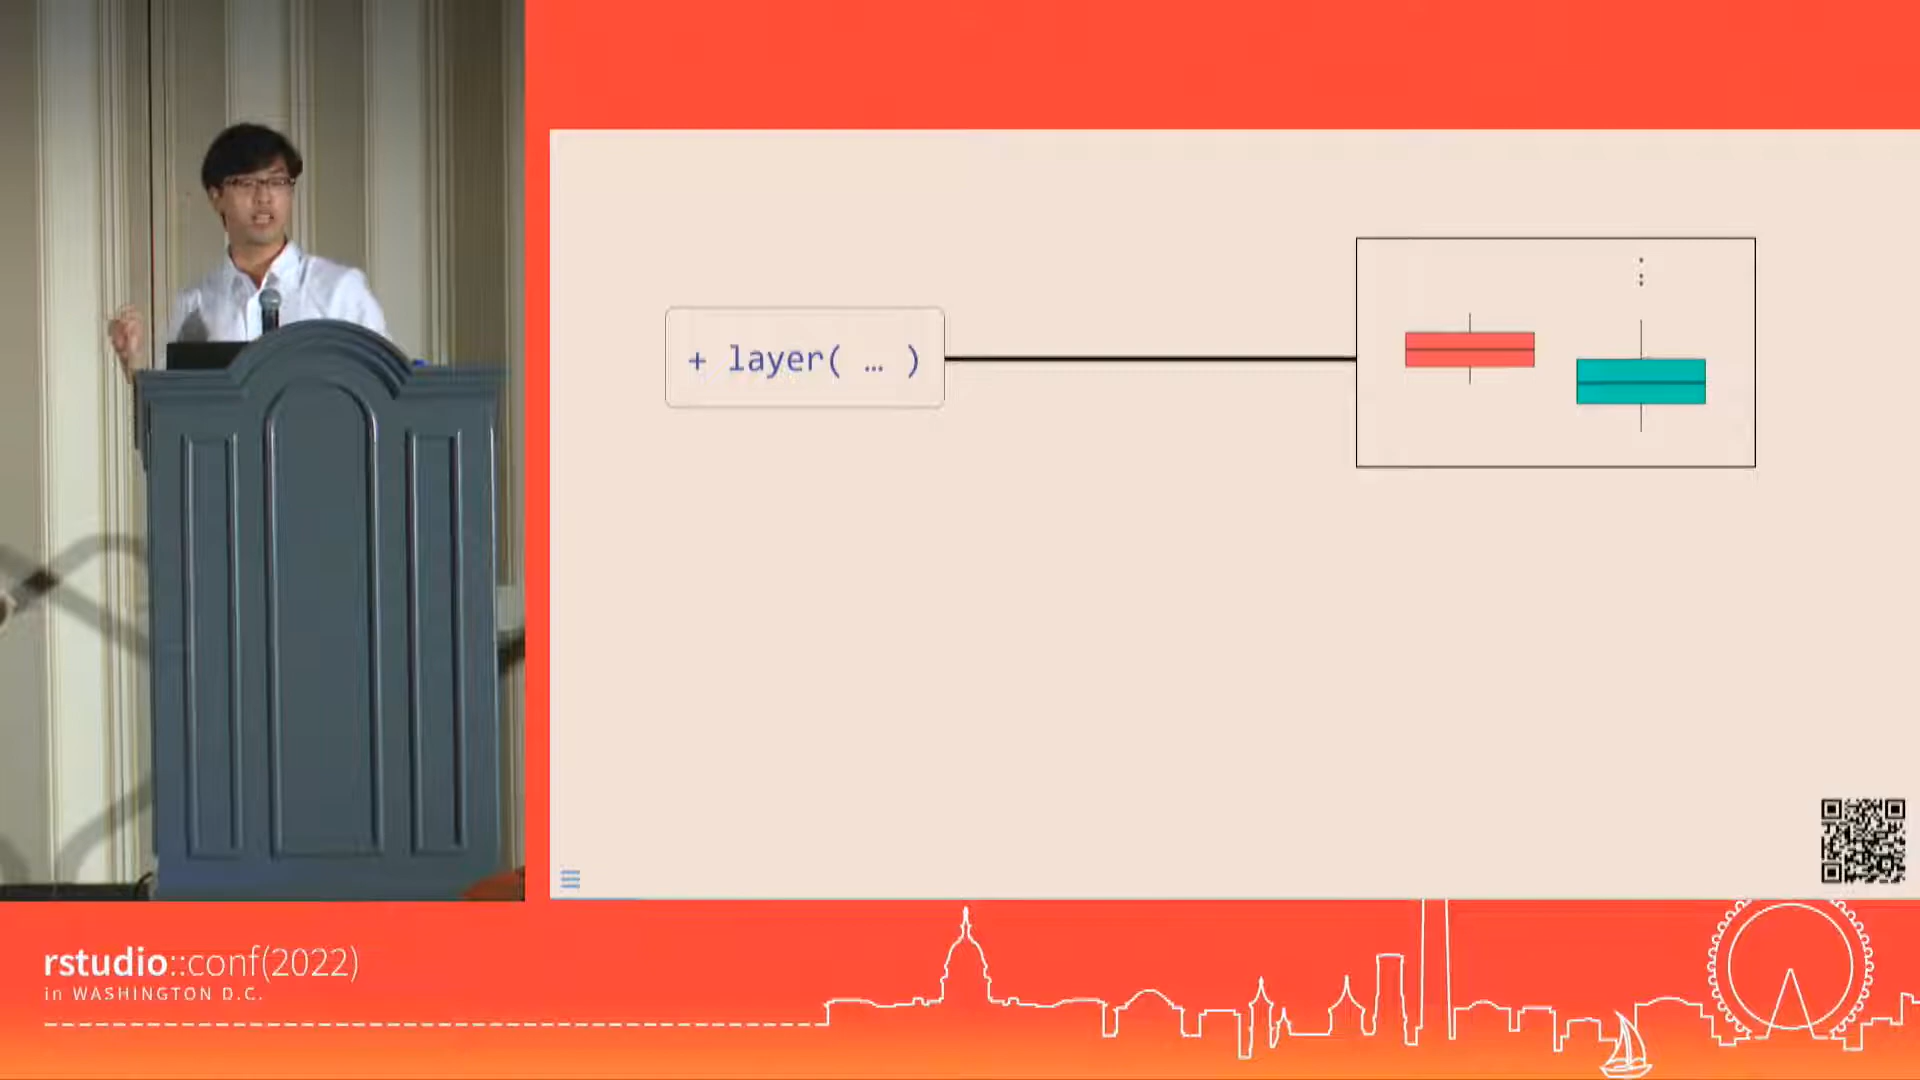 + layer( … )
rstudio::conf(2022)
in WASHINGTON D.C.